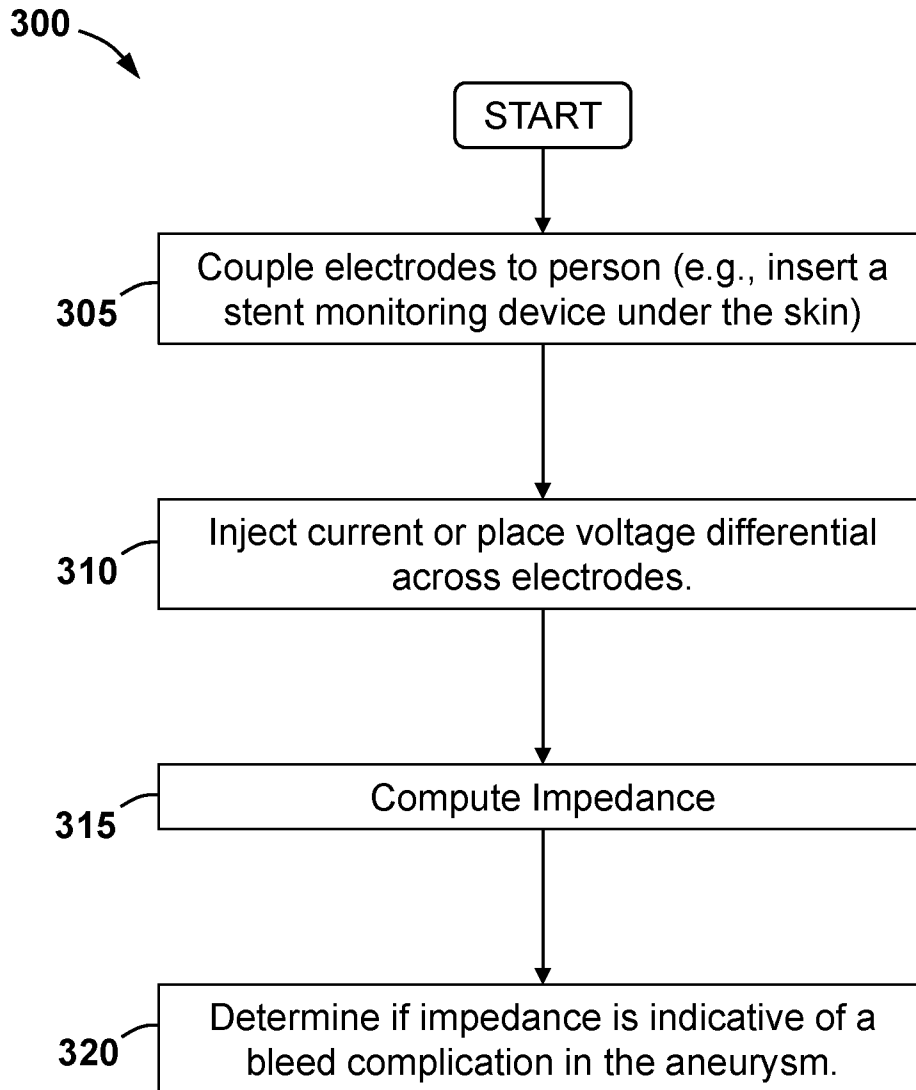 300
START
Couple electrodes to person (e.g., insert a
stent monitoring device under the skin)
305
Inject current or place voltage differential
across electrodes.
310
Compute Impedance
315
Determine if impedance is indicative of a
bleed complication in the aneurysm.
320